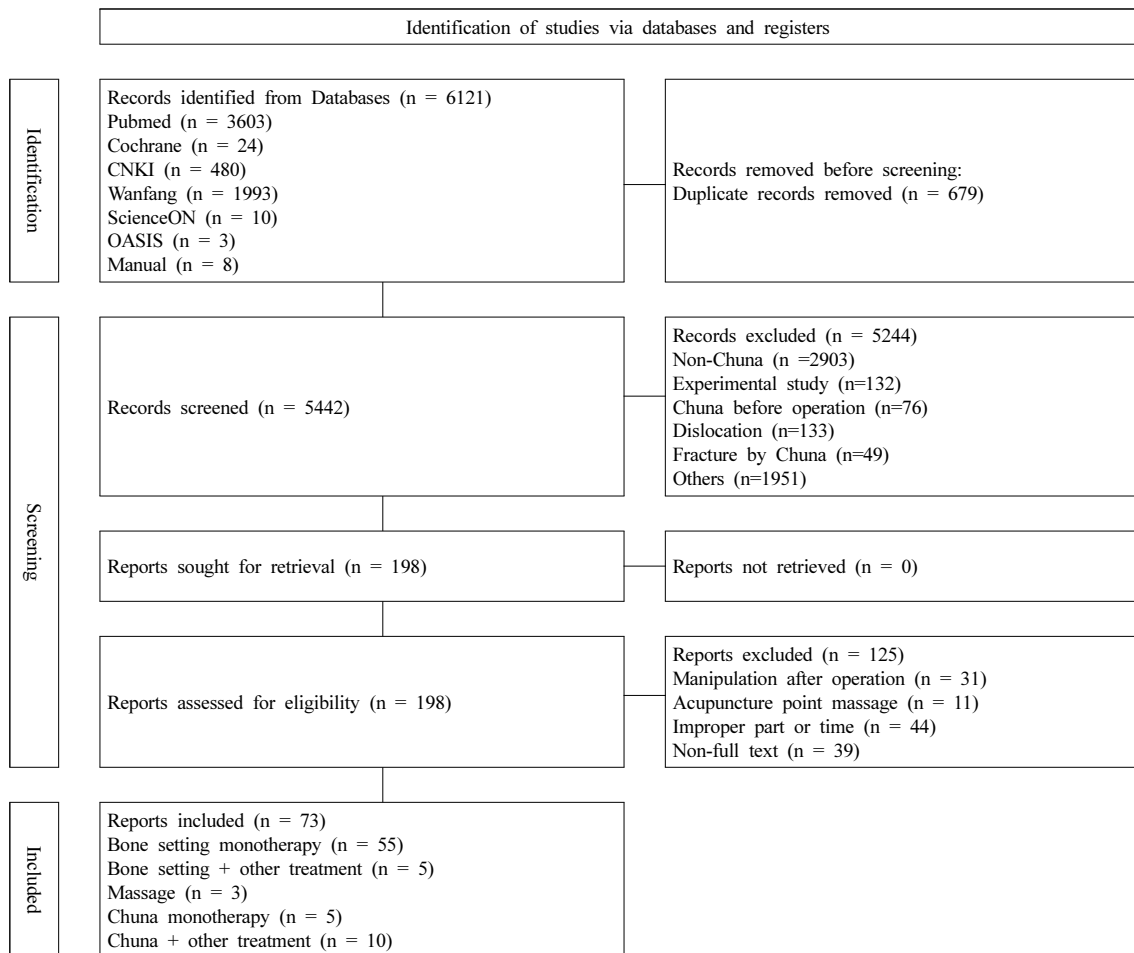 Identification of studies via databases and registers
Identification
Records identified from Databases (n = 6121)
Pubmed (n = 3603)
Cochrane (n = 24)
CNKI (n = 480)
Wanfang (n = 1993)
ScienceON (n = 10)
OASIS (n = 3)
Manual (n = 8)
Records removed before screening:
Duplicate records removed (n = 679)
Screening
Records screened (n = 5442)
Records excluded (n = 5244)
Non-Chuna (n =2903)
Experimental study (n=132)
Chuna before operation (n=76)
Dislocation (n=133)
Fracture by Chuna (n=49)
Others (n=1951)
Reports sought for retrieval (n = 198)
Reports not retrieved (n = 0)
Reports assessed for eligibility (n = 198)
Reports excluded (n = 125)
Manipulation after operation (n = 31)
Acupuncture point massage (n = 11)
Improper part or time (n = 44)
Non-full text (n = 39)
Included
Reports included (n = 73)
Bone setting monotherapy (n = 55)
Bone setting + other treatment (n = 5)
Massage (n = 3)
Chuna monotherapy (n = 5)
Chuna + other treatment (n = 10)